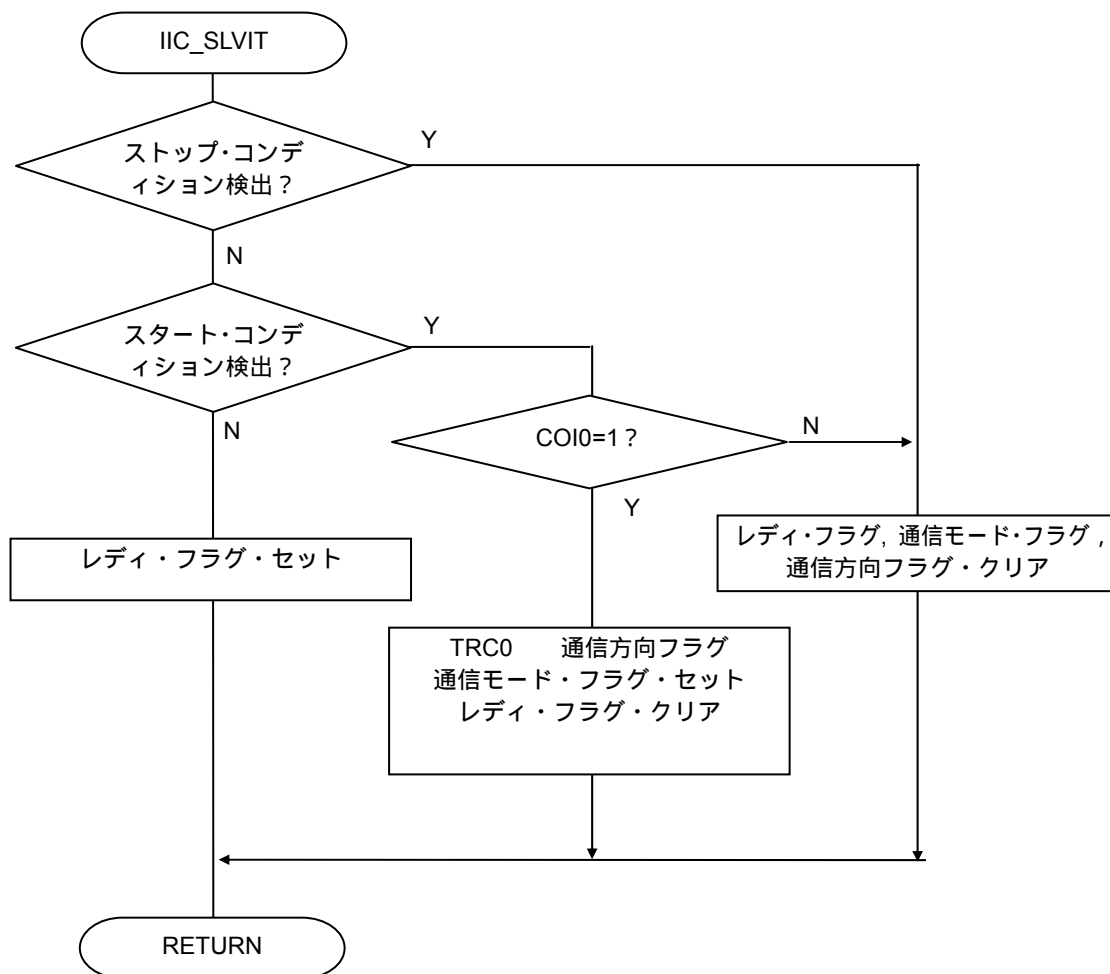 IIC_SLVIT
ストップ・コンデ
ィション検出？
Y
N
スタート・コンデ
ィション検出？
Y
N
COI0=1？
N
Y
レディ・フラグ・セット
レディ・フラグ, 通信モード・フラグ ,
通信方向フラグ・クリア
TRC0　　通信方向フラグ
通信モード・フラグ・セット
レディ・フラグ・クリア
RETURN